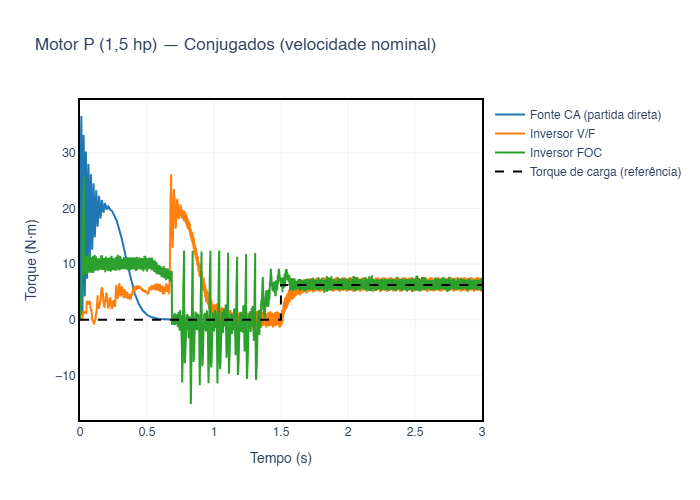 Motor P (1,5 hp) — Conjugados (velocidade nominal)
Fonte CA (partida direta)
Inversor V/F
Inversor FOC
Torque de carga (referência)
Torque (N·m)
30
20
10
0
−10
0
0.5
1
1.5
2
2.5
3
Tempo (s)